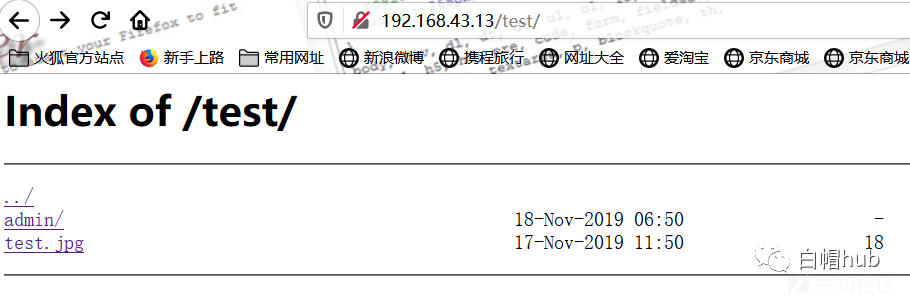 192.168.43.13/test/
火狐官方站点 新手上路 常用网址 新浪微博 携程旅行 网址大全 爱淘宝 京东商城 京东商城
Index of /test/
../
admin/ 18-Nov-2019 06:50 -
test.jpg 17-Nov-2019 11:50 18
白帽hub
先知社区